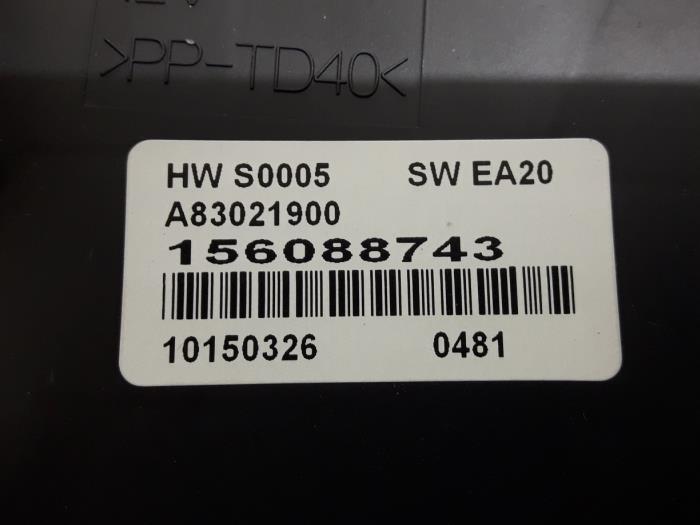 >PP-TD40<
HW S0005 SW EA20
A83021900
156088743
10150326 0481